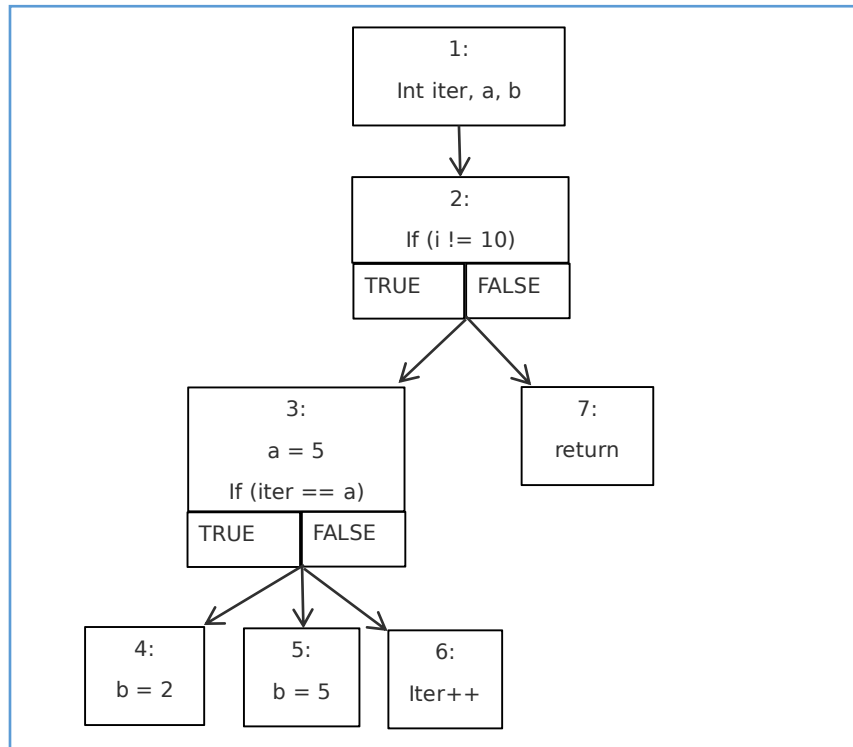 1:
Int iter, a, b
2:
If (i != 10)
TRUE
FALSE
3:
a = 5
If (iter == a)
TRUE
FALSE
7:
return
4:
b = 2
5:
b = 5
6:
Iter++